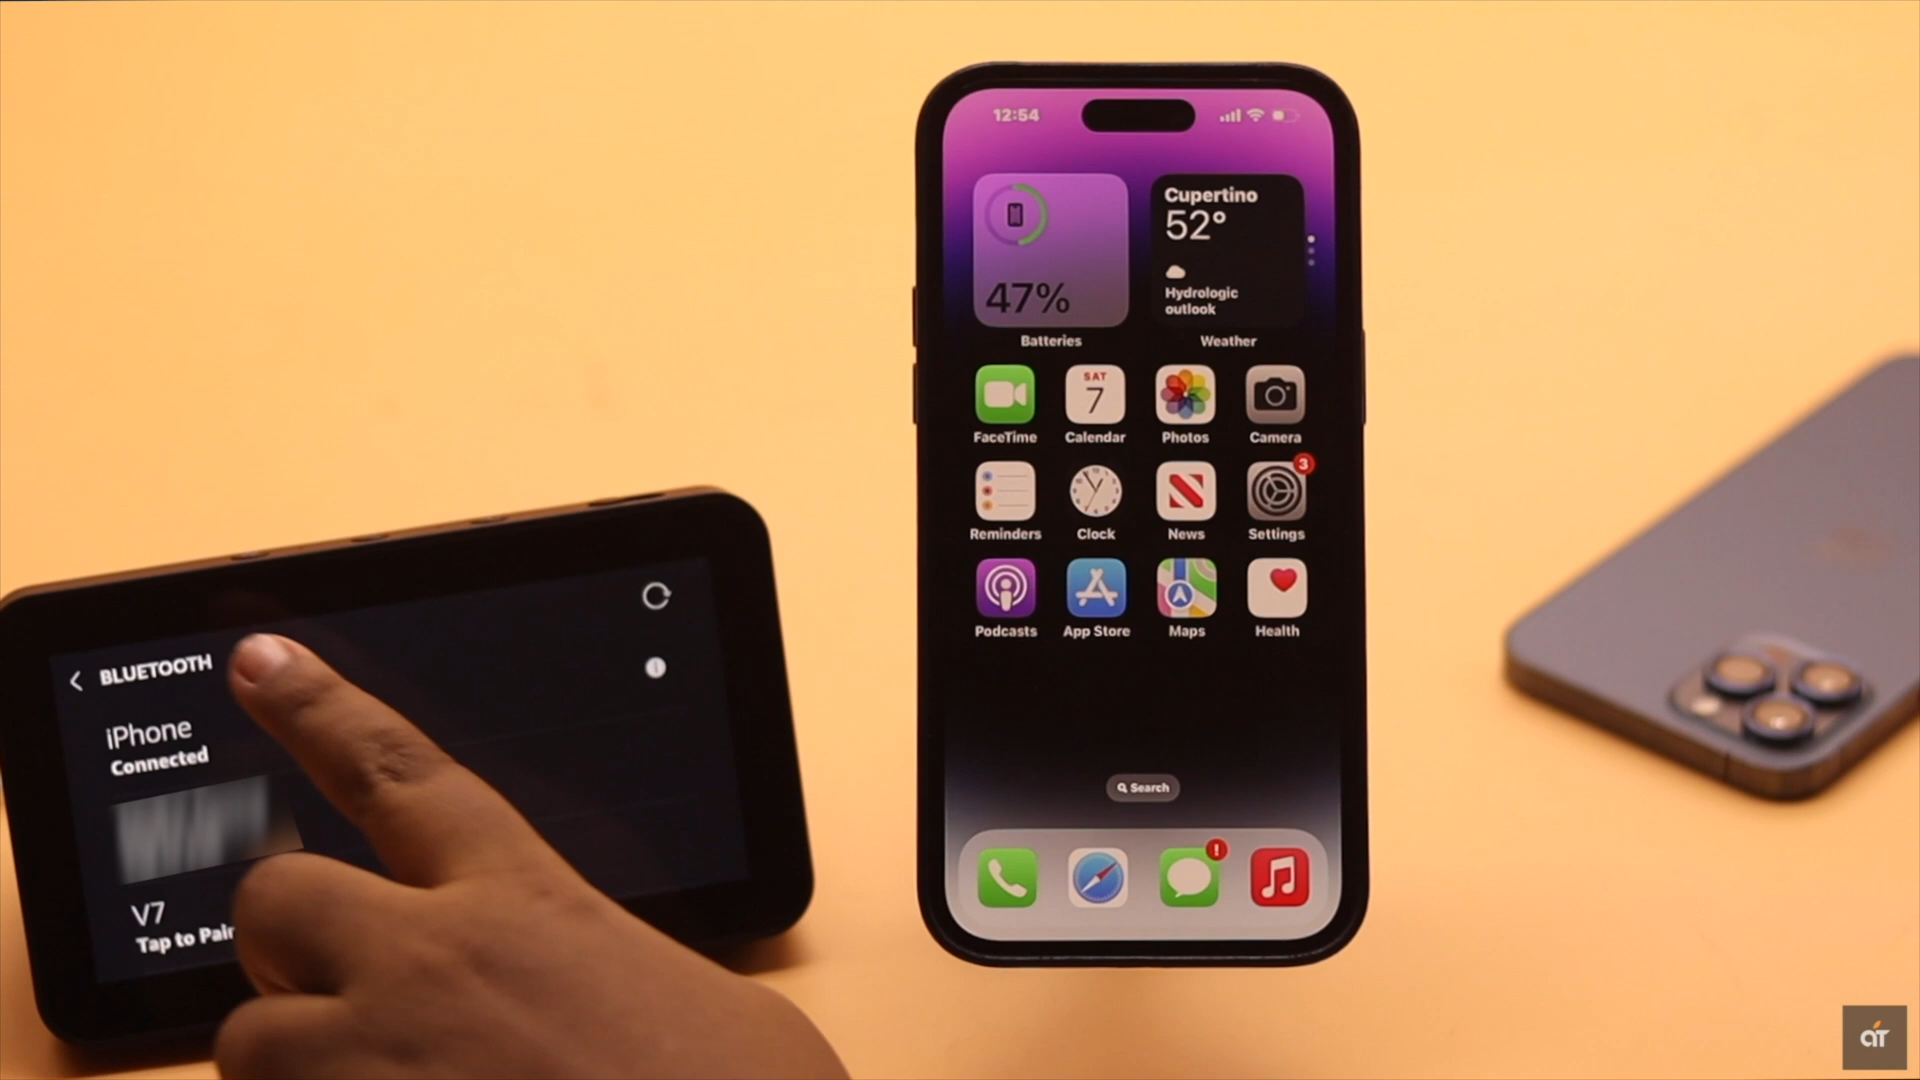 12:54
47%
Batteries
Cupertino
52°
Hydrologic
outlook
Weather
FaceTime
SAT
7
Calendar
Photos
Camera
Reminders
Clock
News
3
Settings
Podcasts
App Store
Maps
Health
Search
!
BLUETOOTH
iPhone
Connected
V7
Tap to Pair
aT